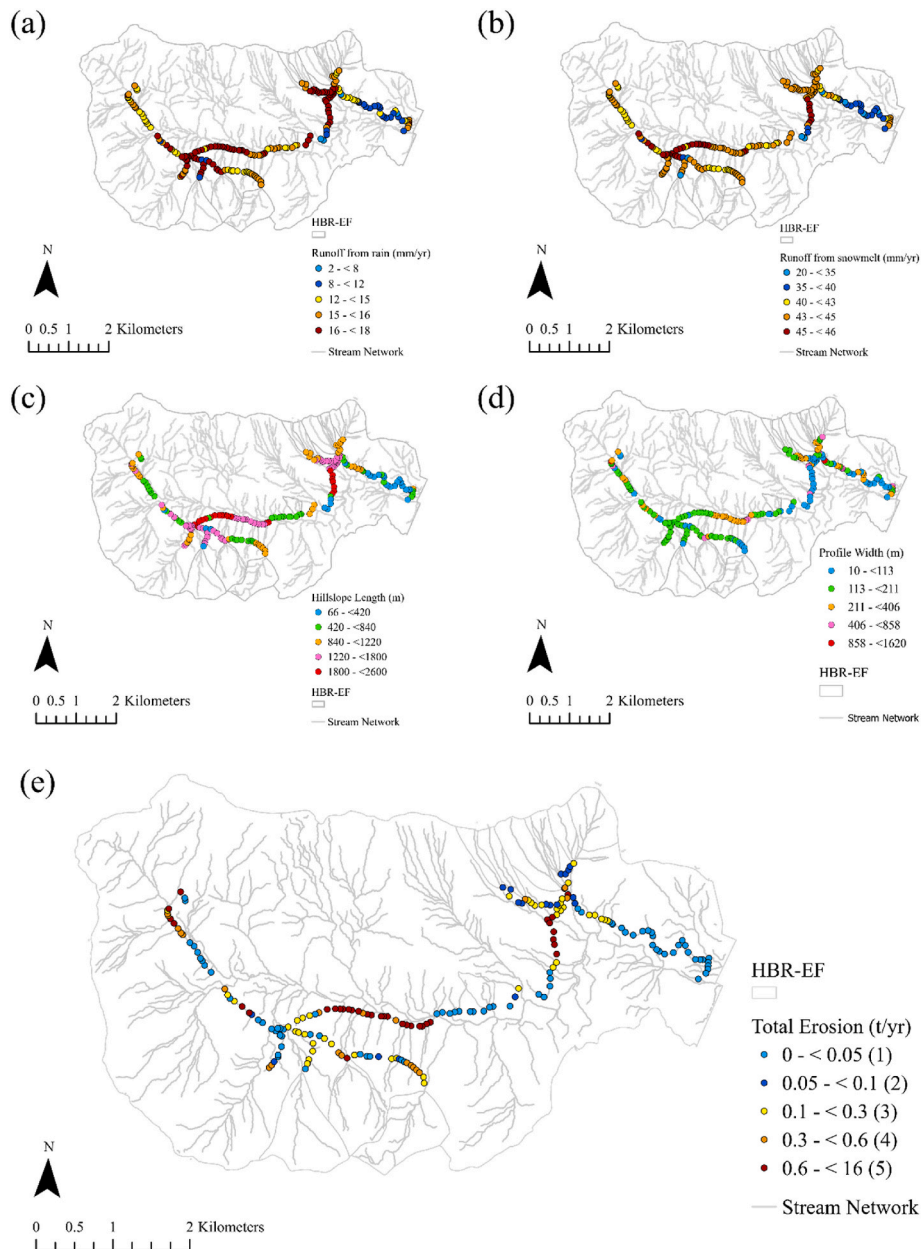 (a)
HBR-EF
Runoff from rain (mm/yr)
2 - < 8
8 - < 12
12 - < 15
15 - < 16
16 - < 18
Stream Network
N
0 0.5 1 2 Kilometers
(b)
HBR-EF
Runoff from snowmelt (mm/yr)
20 - < 35
35 - < 40
40 - < 43
43 - < 45
45 - < 46
Stream Network
N
0 0.5 1 2 Kilometers
(c)
Hillslope Length (m)
66 - <420
420 - <840
840 - <1220
1220 - <1800
1800 - <2600
HBR-EF
Stream Network
N
0 0.5 1 2 Kilometers
(d)
Profile Width (m)
10 - <113
113 - <211
211 - <406
406 - <858
858 - <1620
HBR-EF
Stream Network
N
0 0.5 1 2 Kilometers
(e)
HBR-EF
Total Erosion (t/yr)
0 - < 0.05 (1)
0.05 - < 0.1 (2)
0.1 - < 0.3 (3)
0.3 - < 0.6 (4)
0.6 - < 16 (5)
Stream Network
N
0 0.5 1 2 Kilometers